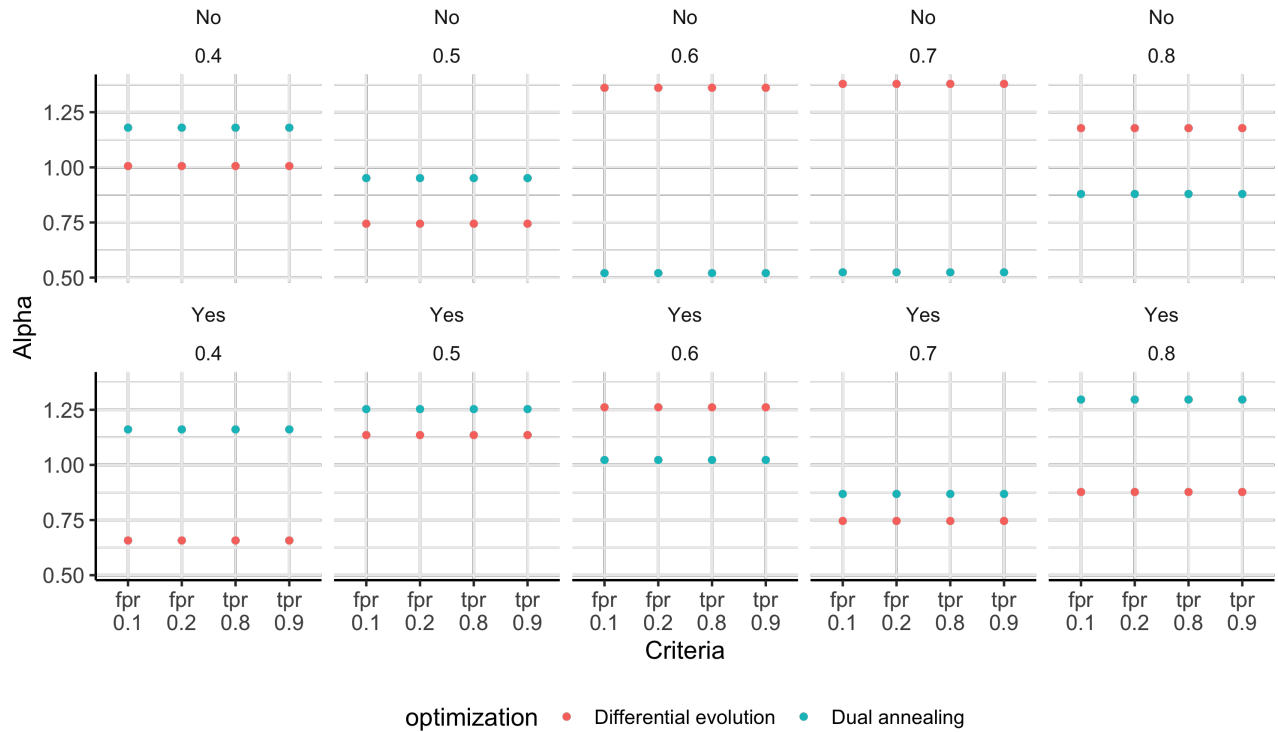 No No No No No
0.4 0.5 0.6 0.7 0.8
1.25
1.00
0.75
0.50
Yes Yes Yes Yes Yes
0.4 0.5 0.6 0.7 0.8
1.25
1.00
0.75
0.50
Alpha
fpr fpr tpr tpr fpr fpr tpr tpr fpr fpr tpr tpr fpr fpr tpr tpr fpr fpr tpr tpr
0.1 0.2 0.8 0.9 0.1 0.2 0.8 0.9 0.1 0.2 0.8 0.9 0.1 0.2 0.8 0.9 0.1 0.2 0.8 0.9
Criteria
optimization Differential evolution Dual annealing